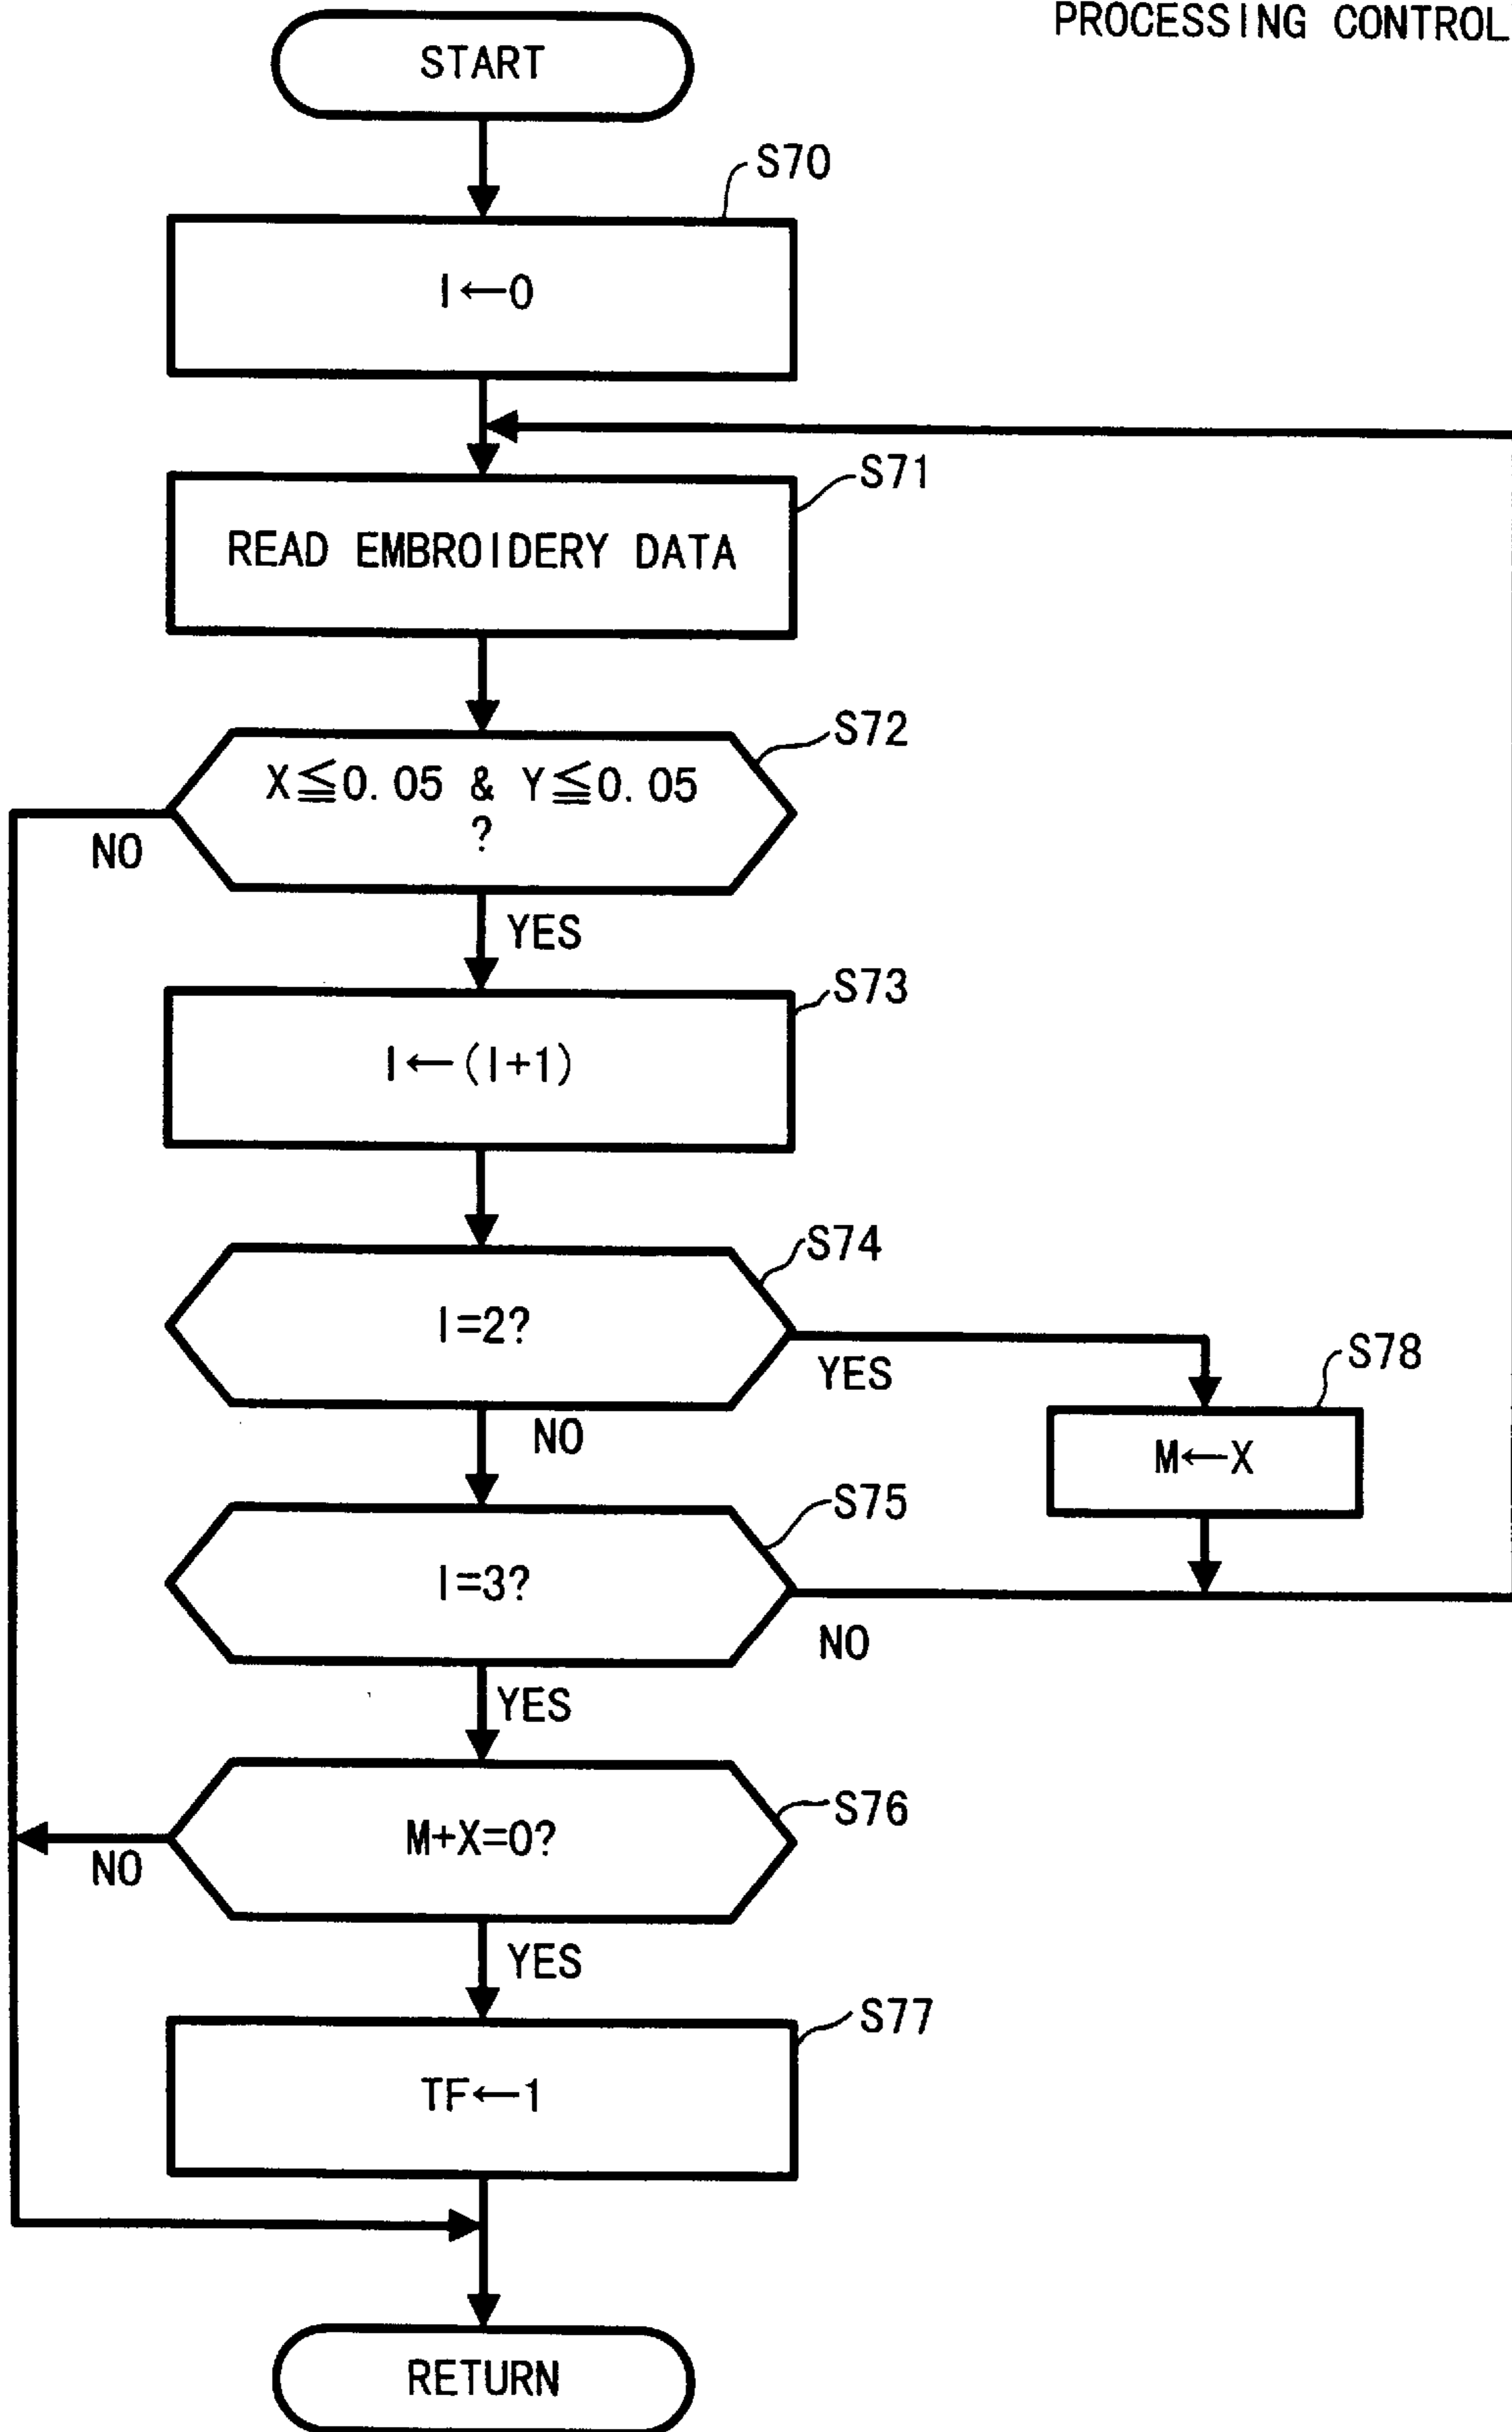 PROCESSING CONTROL
START
S70
I←0
S71
READ EMBROIDERY DATA
S72
X≦0.05 & Y≦0.05
?
NO
YES
S73
I←(I+1)
S74
I=2?
YES
NO
S78
M←X
S75
I=3?
NO
YES
S76
M+X=0?
NO
YES
S77
TF←1
RETURN